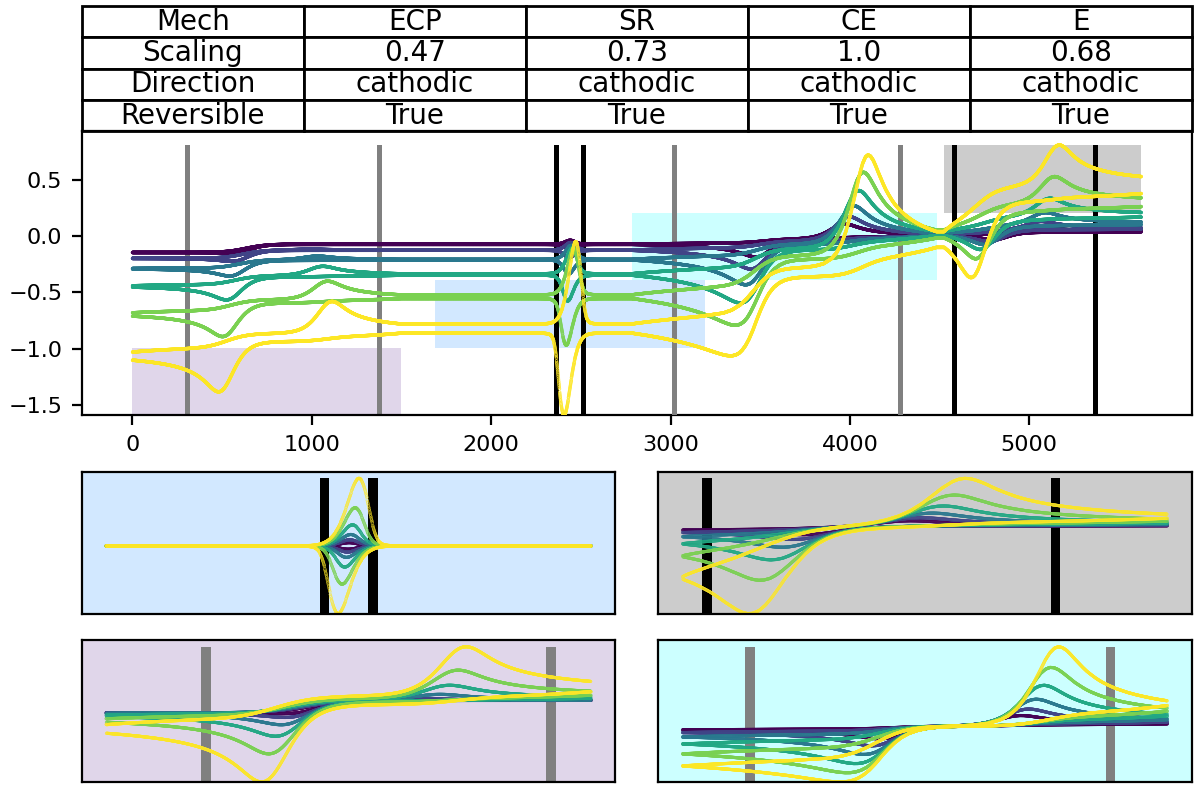 Mech ECP SR CE E
Scaling 0.47 0.73 1.0 0.68
Direction cathodic cathodic cathodic cathodic
Reversible True True True True
0.5
0.0
−0.5
−1.0
−1.5
0 1000 2000 3000 4000 5000